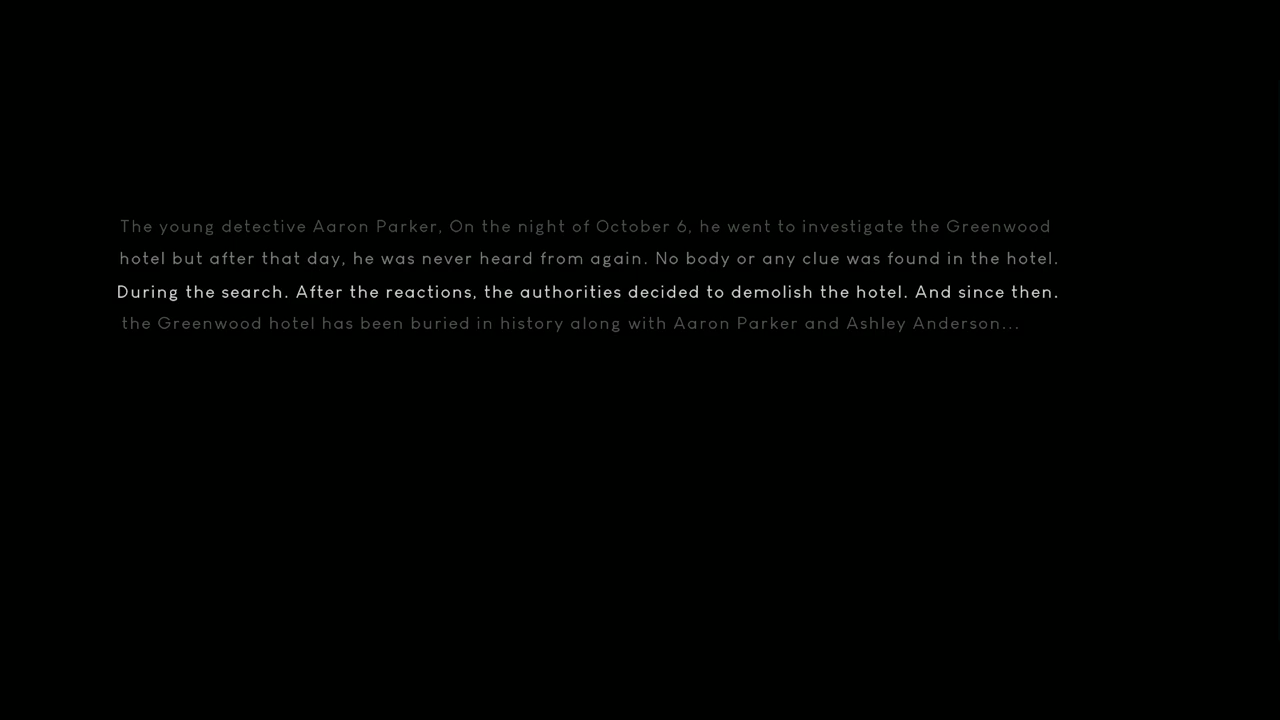 The young detective Aaron Parker, On the night of October 6, he went to investigate the Greenwood
hotel but after that day, he was never heard from again. No body or any clue was found in the hotel.
During the search. After the reactions, the authorities decided to demolish the hotel. And since then.
the Greenwood hotel has been buried in history along with Aaron Parker and Ashley Anderson...